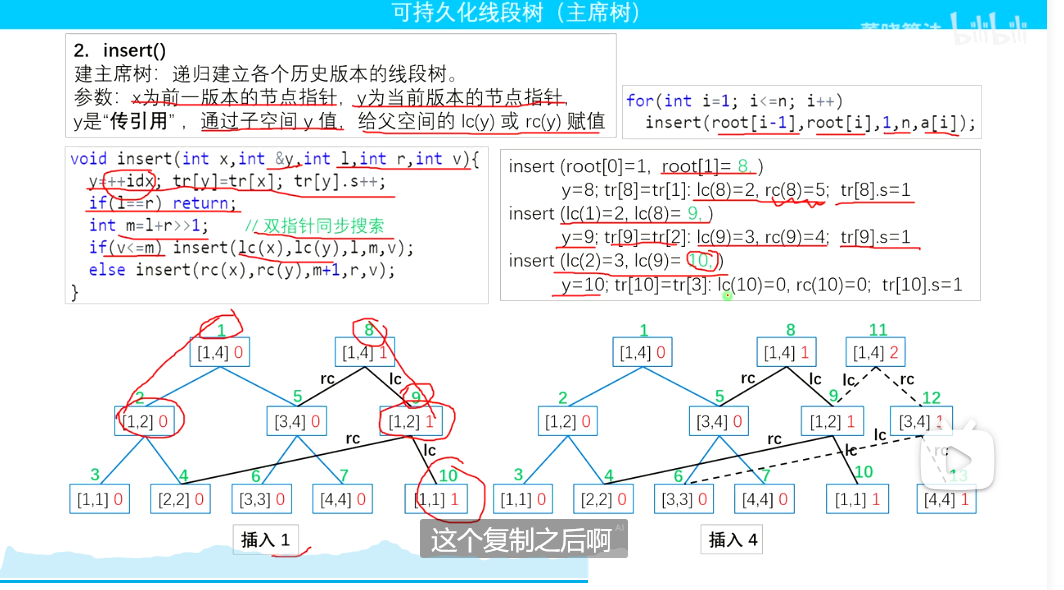 可持久化线段树（主席树）
董晓算法 bilibili
2. insert()
建主席树：递归建立各个历史版本的线段树。
参数：x为前一版本的节点指针，y为当前版本的节点指针，
y是“传引用”，通过子空间 y 值，给父空间的 lc(y) 或 rc(y) 赋值
for(int i=1; i<=n; i++)
insert(root[i-1],root[i],1,n,a[i]);
void insert(int x,int &y,int l,int r,int v){
y=++idx; tr[y]=tr[x]; tr[y].s++;
if(l==r) return;
int m=l+r>>1; // 双指针同步搜索
if(v<=m) insert(lc(x),lc(y),l,m,v);
else insert(rc(x),rc(y),m+1,r,v);
}
insert (root[0]=1, root[1]= 8, )
y=8; tr[8]=tr[1]: lc(8)=2, rc(8)=5; tr[8].s=1
insert (lc(1)=2, lc(8)= 9, )
y=9; tr[9]=tr[2]: lc(9)=3, rc(9)=4; tr[9].s=1
insert (lc(2)=3, lc(9)= 10, )
y=10; tr[10]=tr[3]: lc(10)=0, rc(10)=0; tr[10].s=1
1 8
[1,4] 0 [1,4] 1
rc lc
2 5 9
[1,2] 0 [3,4] 0 [1,2] 1
rc lc
3 4 6 7 10
[1,1] 0 [2,2] 0 [3,3] 0 [4,4] 0 [1,1] 1
插入 1
1 8 11
[1,4] 0 [1,4] 1 [1,4] 2
rc lc lc rc
2 5 9 12
[1,2] 0 [3,4] 0 [1,2] 1 [3,4] 1
rc lc lc rc
3 4 6 7 10 13
[1,1] 0 [2,2] 0 [3,3] 0 [4,4] 0 [1,1] 1 [4,4] 1
插入 4
这个复制之后啊
AI